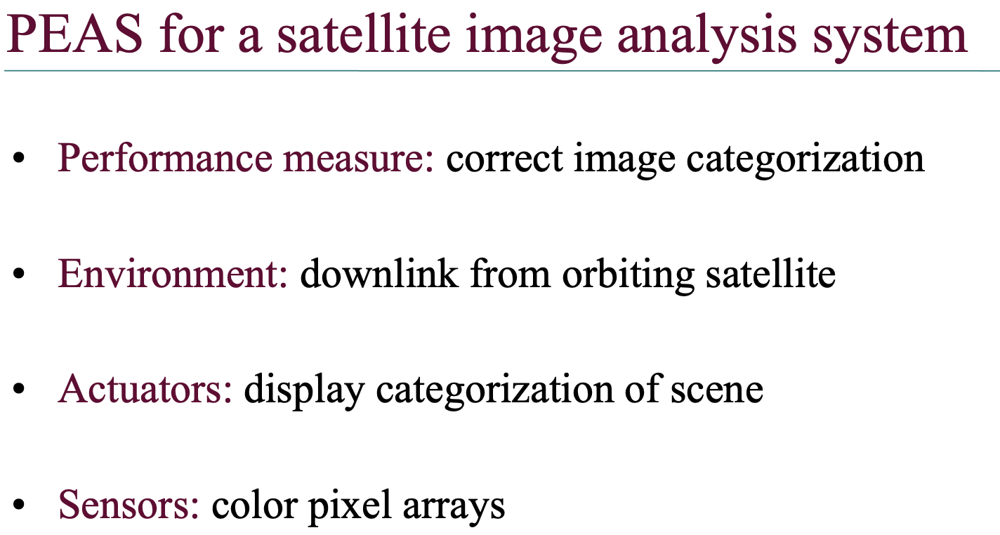 PEAS for a satellite image analysis system
• Performance measure: correct image categorization
• Environment: downlink from orbiting satellite
• Actuators: display categorization of scene
• Sensors: color pixel arrays